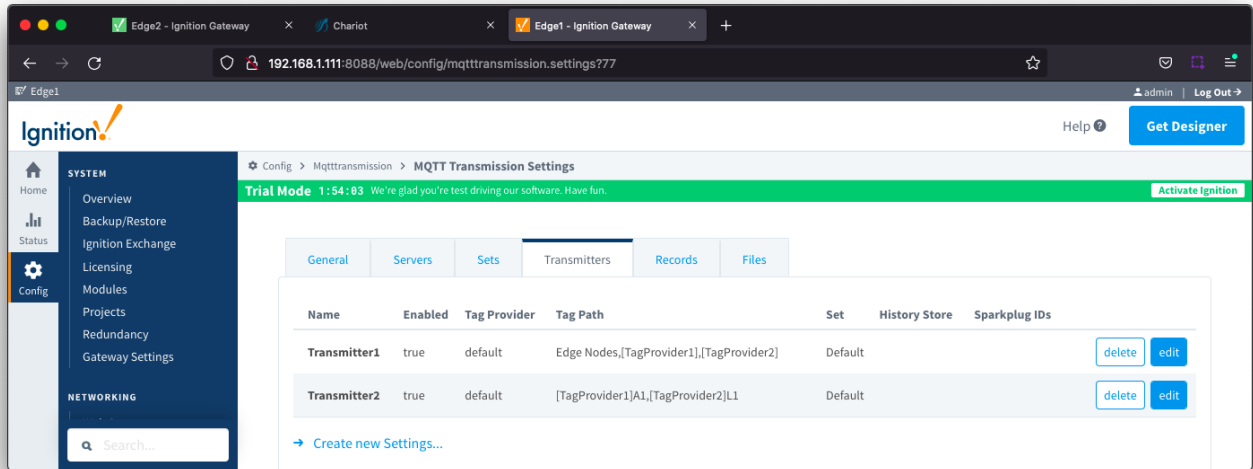 Edge2 - Ignition Gateway
Chariot
Edge1 - Ignition Gateway
192.168.1.111:8088/web/config/mqtttransmission.settings?77
Edge1
admin | Log Out
Ignition!
Help
Get Designer
Home
Status
Config
SYSTEM
Overview
Backup/Restore
Ignition Exchange
Licensing
Modules
Projects
Redundancy
Gateway Settings
NETWORKING
Search...
Config > Mqtttransmission > MQTT Transmission Settings
Trial Mode 1:54:03 We're glad you're test driving our software. Have fun.
Activate Ignition
General Servers Sets Transmitters Records Files
Name Enabled Tag Provider Tag Path Set History Store Sparkplug IDs
Transmitter1 true default Edge Nodes,[TagProvider1],[TagProvider2] Default delete edit
Transmitter2 true default [TagProvider1]A1,[TagProvider2]L1 Default delete edit
Create new Settings...